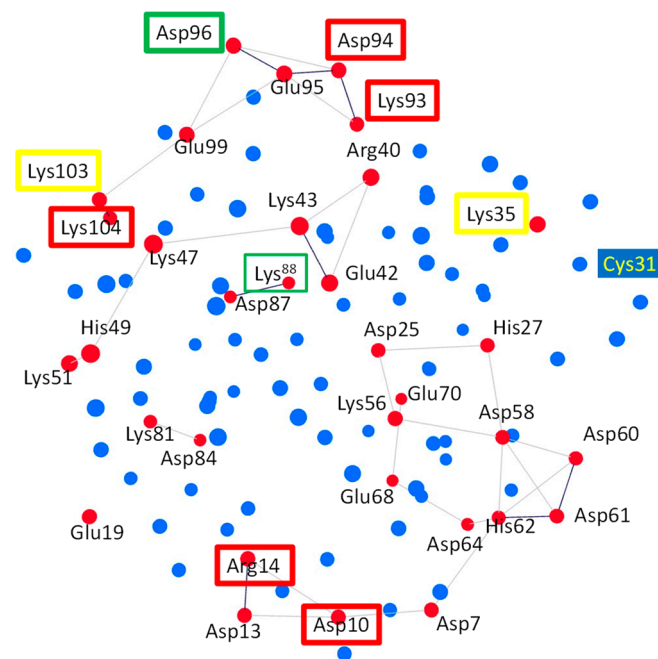 Asp96
Asp94
Glu95
Lys93
Glu99
Arg40
Lys103
Lys43
Lys35
Lys104
Lys47
Cys31
Lys88
Glu42
Asp87
His49
Asp25
His27
Lys51
Glu70
Lys56
Asp58
Lys81
Asp84
Asp60
Glu68
Glu19
Asp64
His62
Asp61
Arg14
Asp13
Asp10
Asp7